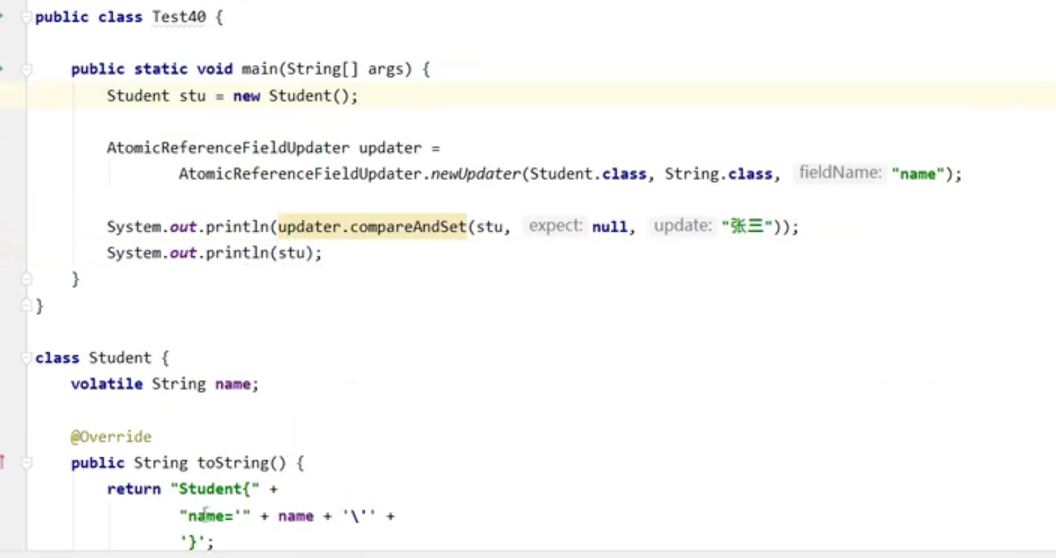 public class Test40 {
public static void main(String[] args) {
Student stu = new Student();
AtomicReferenceFieldUpdater updater =
AtomicReferenceFieldUpdater.newUpdater(Student.class, String.class, fieldName: "name");
System.out.println(updater.compareAndSet(stu, expect: null, update: "张三"));
System.out.println(stu);
}
}
class Student {
volatile String name;
@Override
public String toString() {
return "Student{" +
"name='" + name + '\'' +
'}';